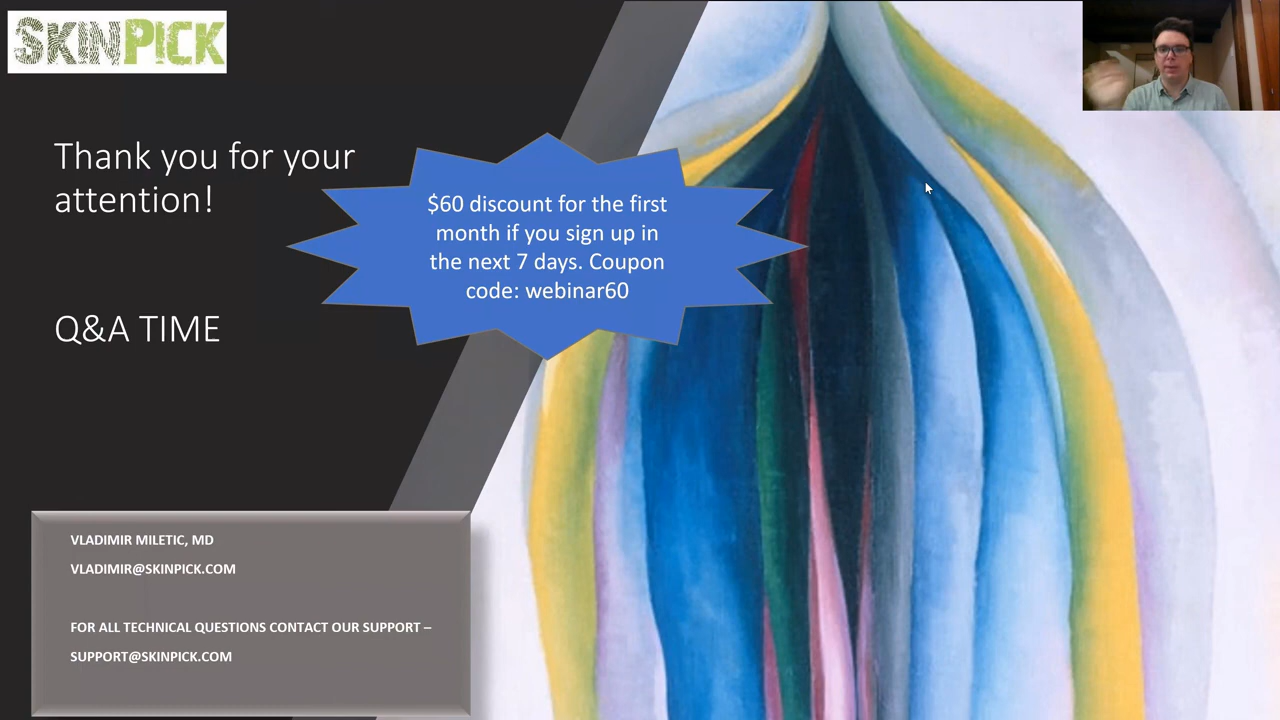 SKINPICK
Thank you for your
attention!
$60 discount for the first
month if you sign up in
the next 7 days. Coupon
code: webinar60
Q&A TIME
VLADIMIR MILETIC, MD
VLADIMIR@SKINPICK.COM
FOR ALL TECHNICAL QUESTIONS CONTACT OUR SUPPORT –
SUPPORT@SKINPICK.COM